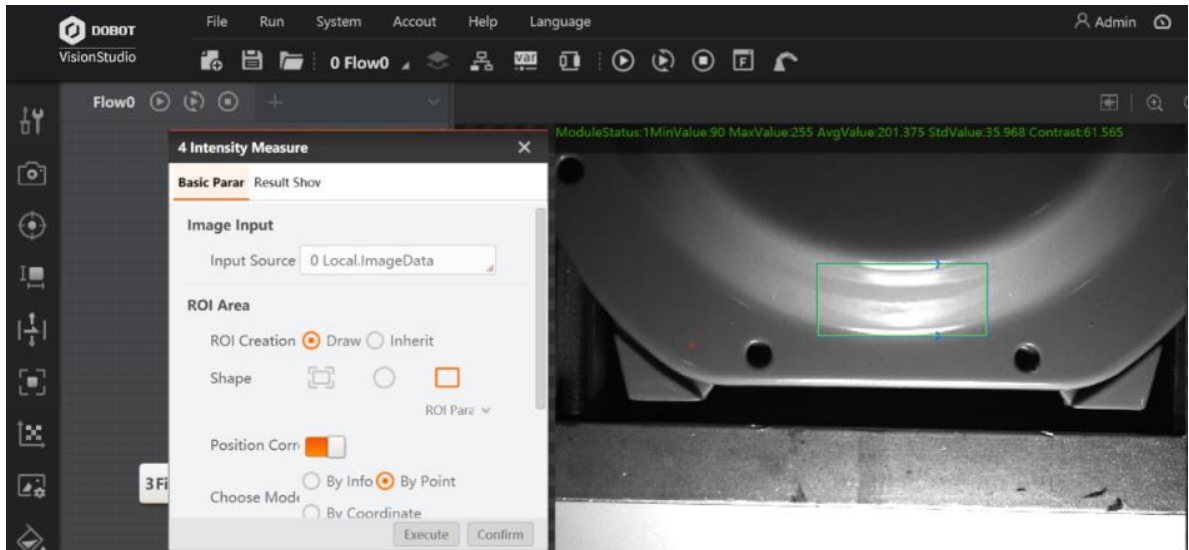 DOBOT
VisionStudio
File Run System Accout Help Language
Admin
0 Flow0
var
F
Flow0
ModuleStatus:1MinValue:90 MaxValue:255 AvgValue:201.375 StdValue:35.968 Contrast:61.565
4 Intensity Measure
Basic Parar Result Shov
Image Input
Input Source 0 Local.ImageData
ROI Area
ROI Creation Draw Inherit
Shape
ROI Para
Position Corr
By Info By Point
Choose Mode
By Coordinate
3 Fi
Execute Confirm